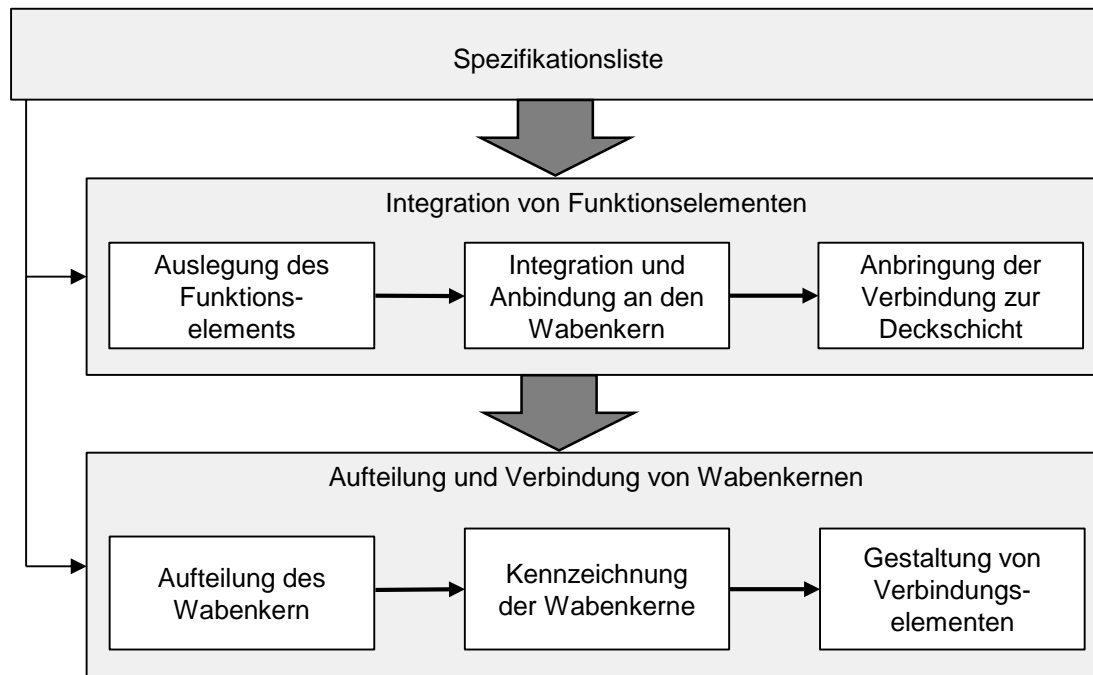 Spezifikationsliste
Integration von Funktionselementen
Auslegung des
Funktions-
elements
Integration und
Anbindung an den
Wabenkern
Anbringung der
Verbindung zur
Deckschicht
Aufteilung und Verbindung von Wabenkernen
Aufteilung des
Wabenkern
Kennzeichnung
der Wabenkerne
Gestaltung von
Verbindungs-
elementen